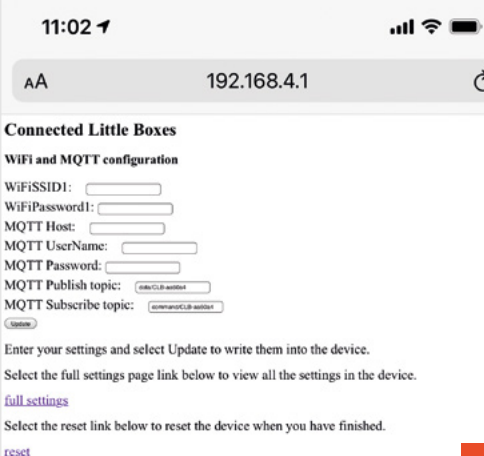 11:02
AA 192.168.4.1
Connected Little Boxes
WiFi and MQTT configuration
WiFiSSID1:
WiFiPassword1:
MQTT Host:
MQTT UserName:
MQTT Password:
MQTT Publish topic:
MQTT Subscribe topic:
Update
Enter your settings and select Update to write them into the device.
Select the full settings page link below to view all the settings in the device.
full settings
Select the reset link below to reset the device when you have finished.
reset